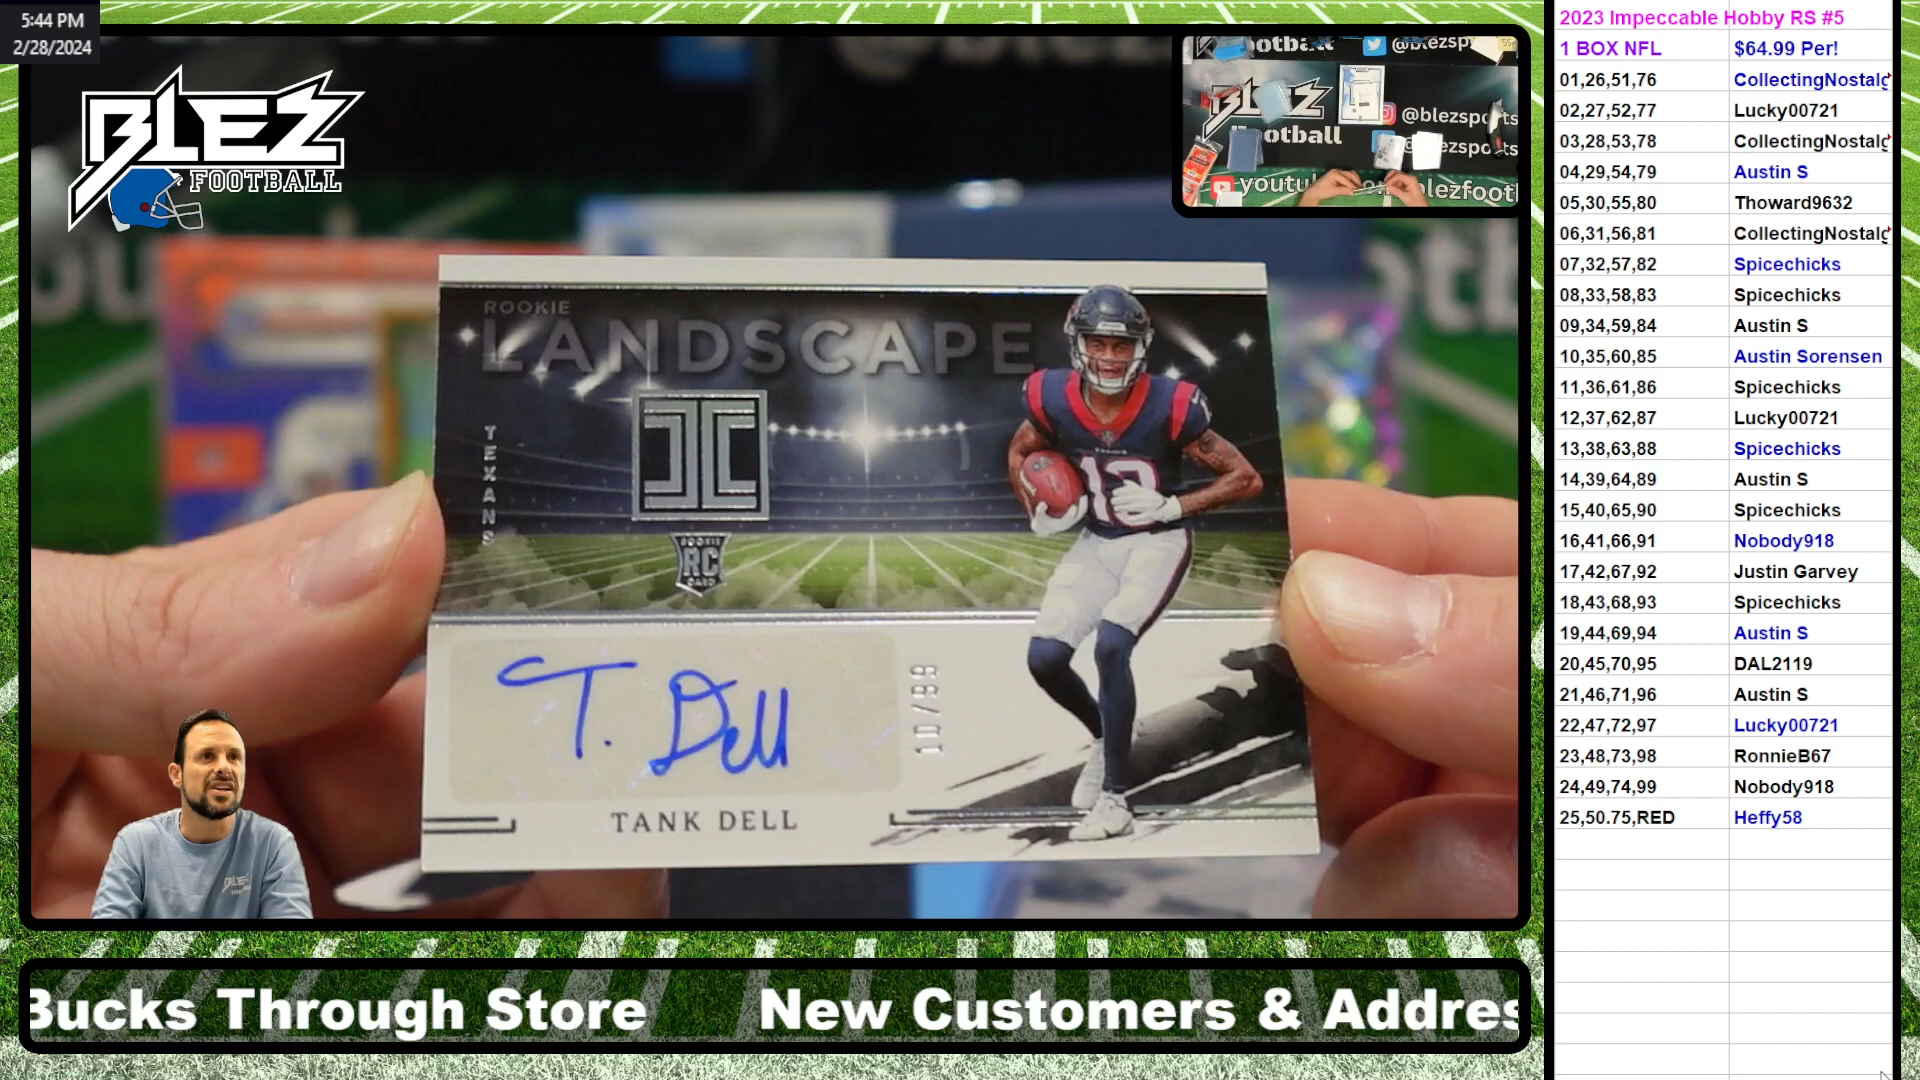 5:44 PM
2/28/2024
BLEZ
FOOTBALL
ROOKIE
LANDSCAPE
TEXANS
ROOKIE
RC
CARD
T. Dell
10/99
TANK DELL
13
BLEZ
Football
@blezsports
youtube
blezfoot
Bucks Through Store New Customers & Addres
2023 Impeccable Hobby RS #5
1 BOX NFL $64.99 Per!
01,26,51,76 CollectingNostalg
02,27,52,77 Lucky00721
03,28,53,78 CollectingNostalg
04,29,54,79 Austin S
05,30,55,80 Thoward9632
06,31,56,81 CollectingNostalg
07,32,57,82 Spicechicks
08,33,58,83 Spicechicks
09,34,59,84 Austin S
10,35,60,85 Austin Sorensen
11,36,61,86 Spicechicks
12,37,62,87 Lucky00721
13,38,63,88 Spicechicks
14,39,64,89 Austin S
15,40,65,90 Spicechicks
16,41,66,91 Nobody918
17,42,67,92 Justin Garvey
18,43,68,93 Spicechicks
19,44,69,94 Austin S
20,45,70,95 DAL2119
21,46,71,96 Austin S
22,47,72,97 Lucky00721
23,48,73,98 RonnieB67
24,49,74,99 Nobody918
25,50.75,RED Heffy58